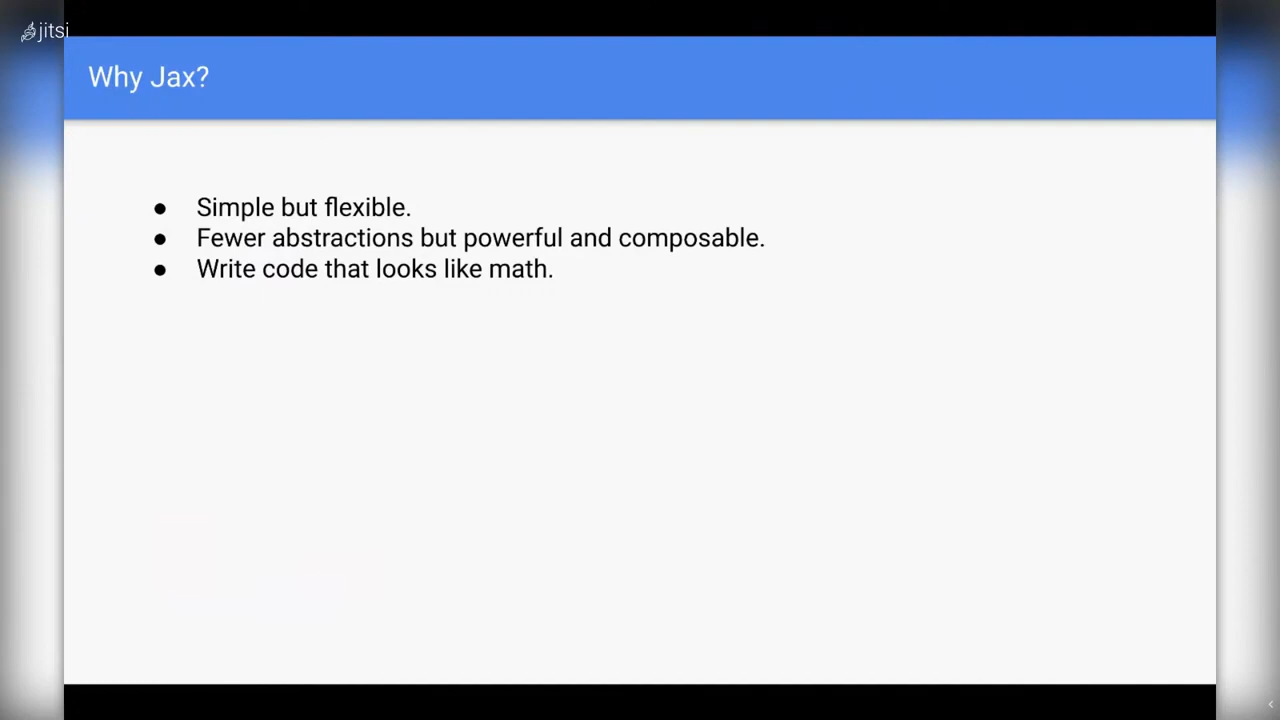 jitsi
Why Jax?
● Simple but flexible.
● Fewer abstractions but powerful and composable.
● Write code that looks like math.